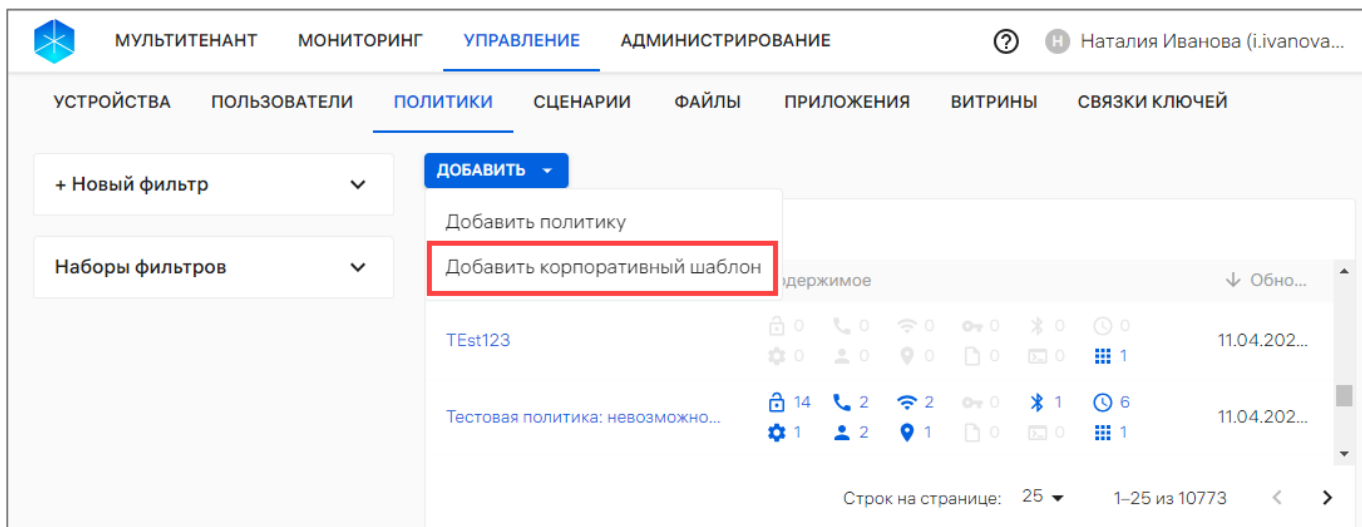 МУЛЬТИТЕНАНТ МОНИТОРИНГ УПРАВЛЕНИЕ АДМИНИСТРИРОВАНИЕ ? Н Наталия Иванова (i.ivanova...
УСТРОЙСТВА ПОЛЬЗОВАТЕЛИ ПОЛИТИКИ СЦЕНАРИИ ФАЙЛЫ ПРИЛОЖЕНИЯ ВИТРИНЫ СВЯЗКИ КЛЮЧЕЙ
+ Новый фильтр
ДОБАВИТЬ
Добавить политику
Наборы фильтров
Добавить корпоративный шаблон
одержимое Обно...
TEst123
0 0 0 0 0 0
0 0 0 0 0 1
11.04.202...
Тестовая политика: невозможно...
14 2 2 0 1 6
1 2 1 0 0 1
11.04.202...
Строк на странице: 25 1–25 из 10773